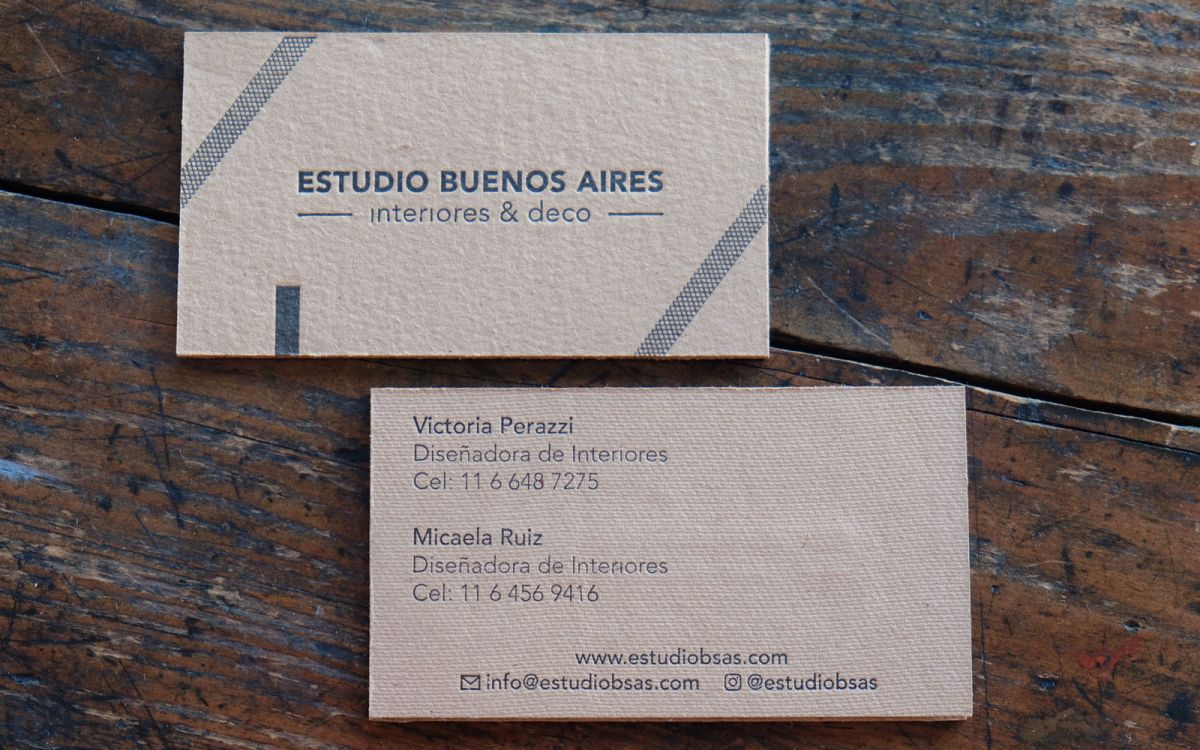 ESTUDIO BUENOS AIRES
interiores & deco
Victoria Perazzi
Diseñadora de Interiores
Cel: 11 6 648 7275
Micaela Ruiz
Diseñadora de Interiores
Cel: 11 6 456 9416
www.estudiobsas.com
info@estudiobsas.com @estudiobsas